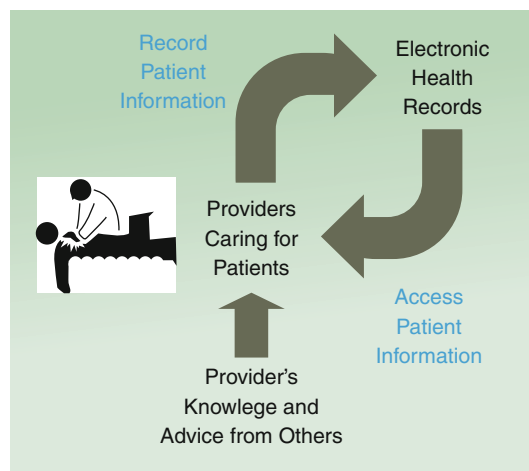 Record
Patient
Information
Electronic
Health
Records
Providers
Caring for
Patients
Access
Patient
Information
Provider's
Knowlege and
Advice from Others